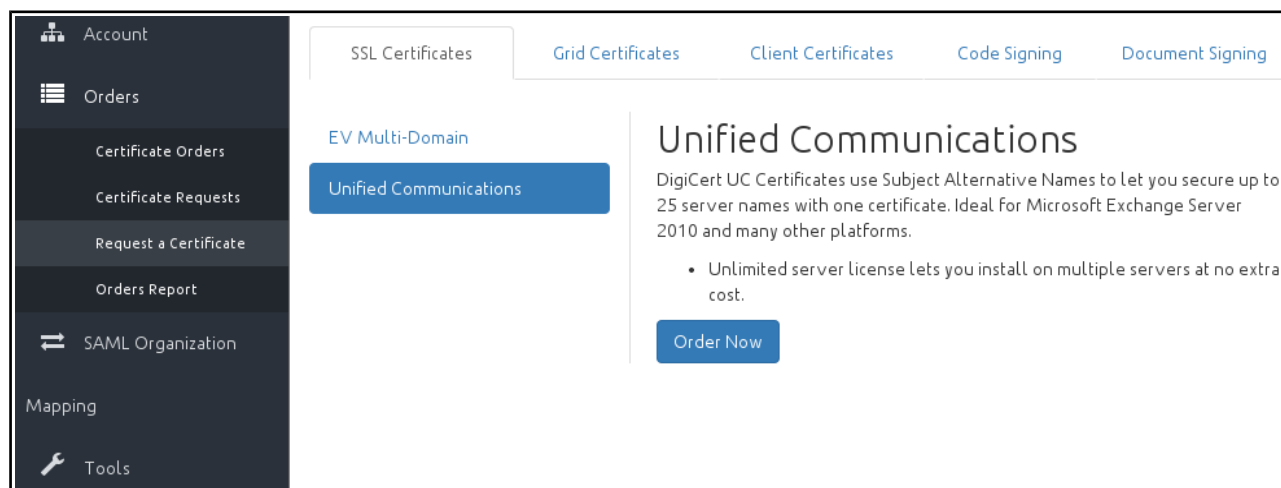 Account
Orders
Certificate Orders
Certificate Requests
Request a Certificate
Orders Report
SAML Organization
Mapping
Tools
SSL Certificates
Grid Certificates
Client Certificates
Code Signing
Document Signing
EV Multi-Domain
Unified Communications
Unified Communications
DigiCert UC Certificates use Subject Alternative Names to let you secure up to
25 server names with one certificate. Ideal for Microsoft Exchange Server
2010 and many other platforms.
• Unlimited server license lets you install on multiple servers at no extra
cost.
Order Now